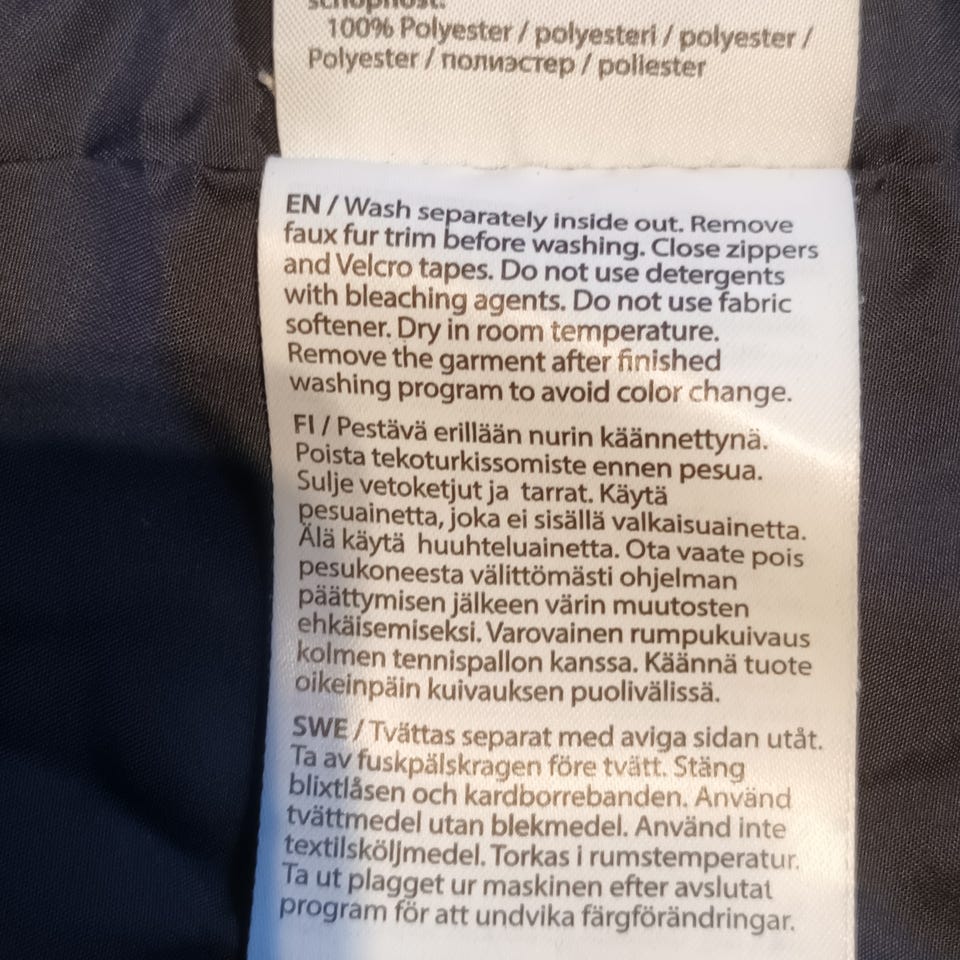 100% Polyester / polyesteri / polyester /
Polyester / полиэстер / poliester
EN / Wash separately inside out. Remove
faux fur trim before washing. Close zippers
and Velcro tapes. Do not use detergents
with bleaching agents. Do not use fabric
softener. Dry in room temperature.
Remove the garment after finished
washing program to avoid color change.
FI / Pestävä erillään nurin käännettynä.
Poista tekoturkissomiste ennen pesua.
Sulje vetoketjut ja tarrat. Käytä
pesuainetta, joka ei sisällä valkaisuainetta.
Älä käytä huuhteluainetta. Ota vaate pois
pesukoneesta välittömästi ohjelman
päättymisen jälkeen värin muutosten
ehkäisemiseksi. Varovainen rumpukuivaus
kolmen tennispallon kanssa. Käännä tuote
oikeinpäin kuivauksen puolivälissä.
SWE / Tvättas separat med aviga sidan utåt.
Ta av fuskpälskragen före tvätt. Stäng
blixtlåsen och kardborrebanden. Använd
tvättmedel utan blekmedel. Använd inte
textilsköljmedel. Torkas i rumstemperatur.
Ta ut plagget ur maskinen efter avslutat
program för att undvika färgförändringar.